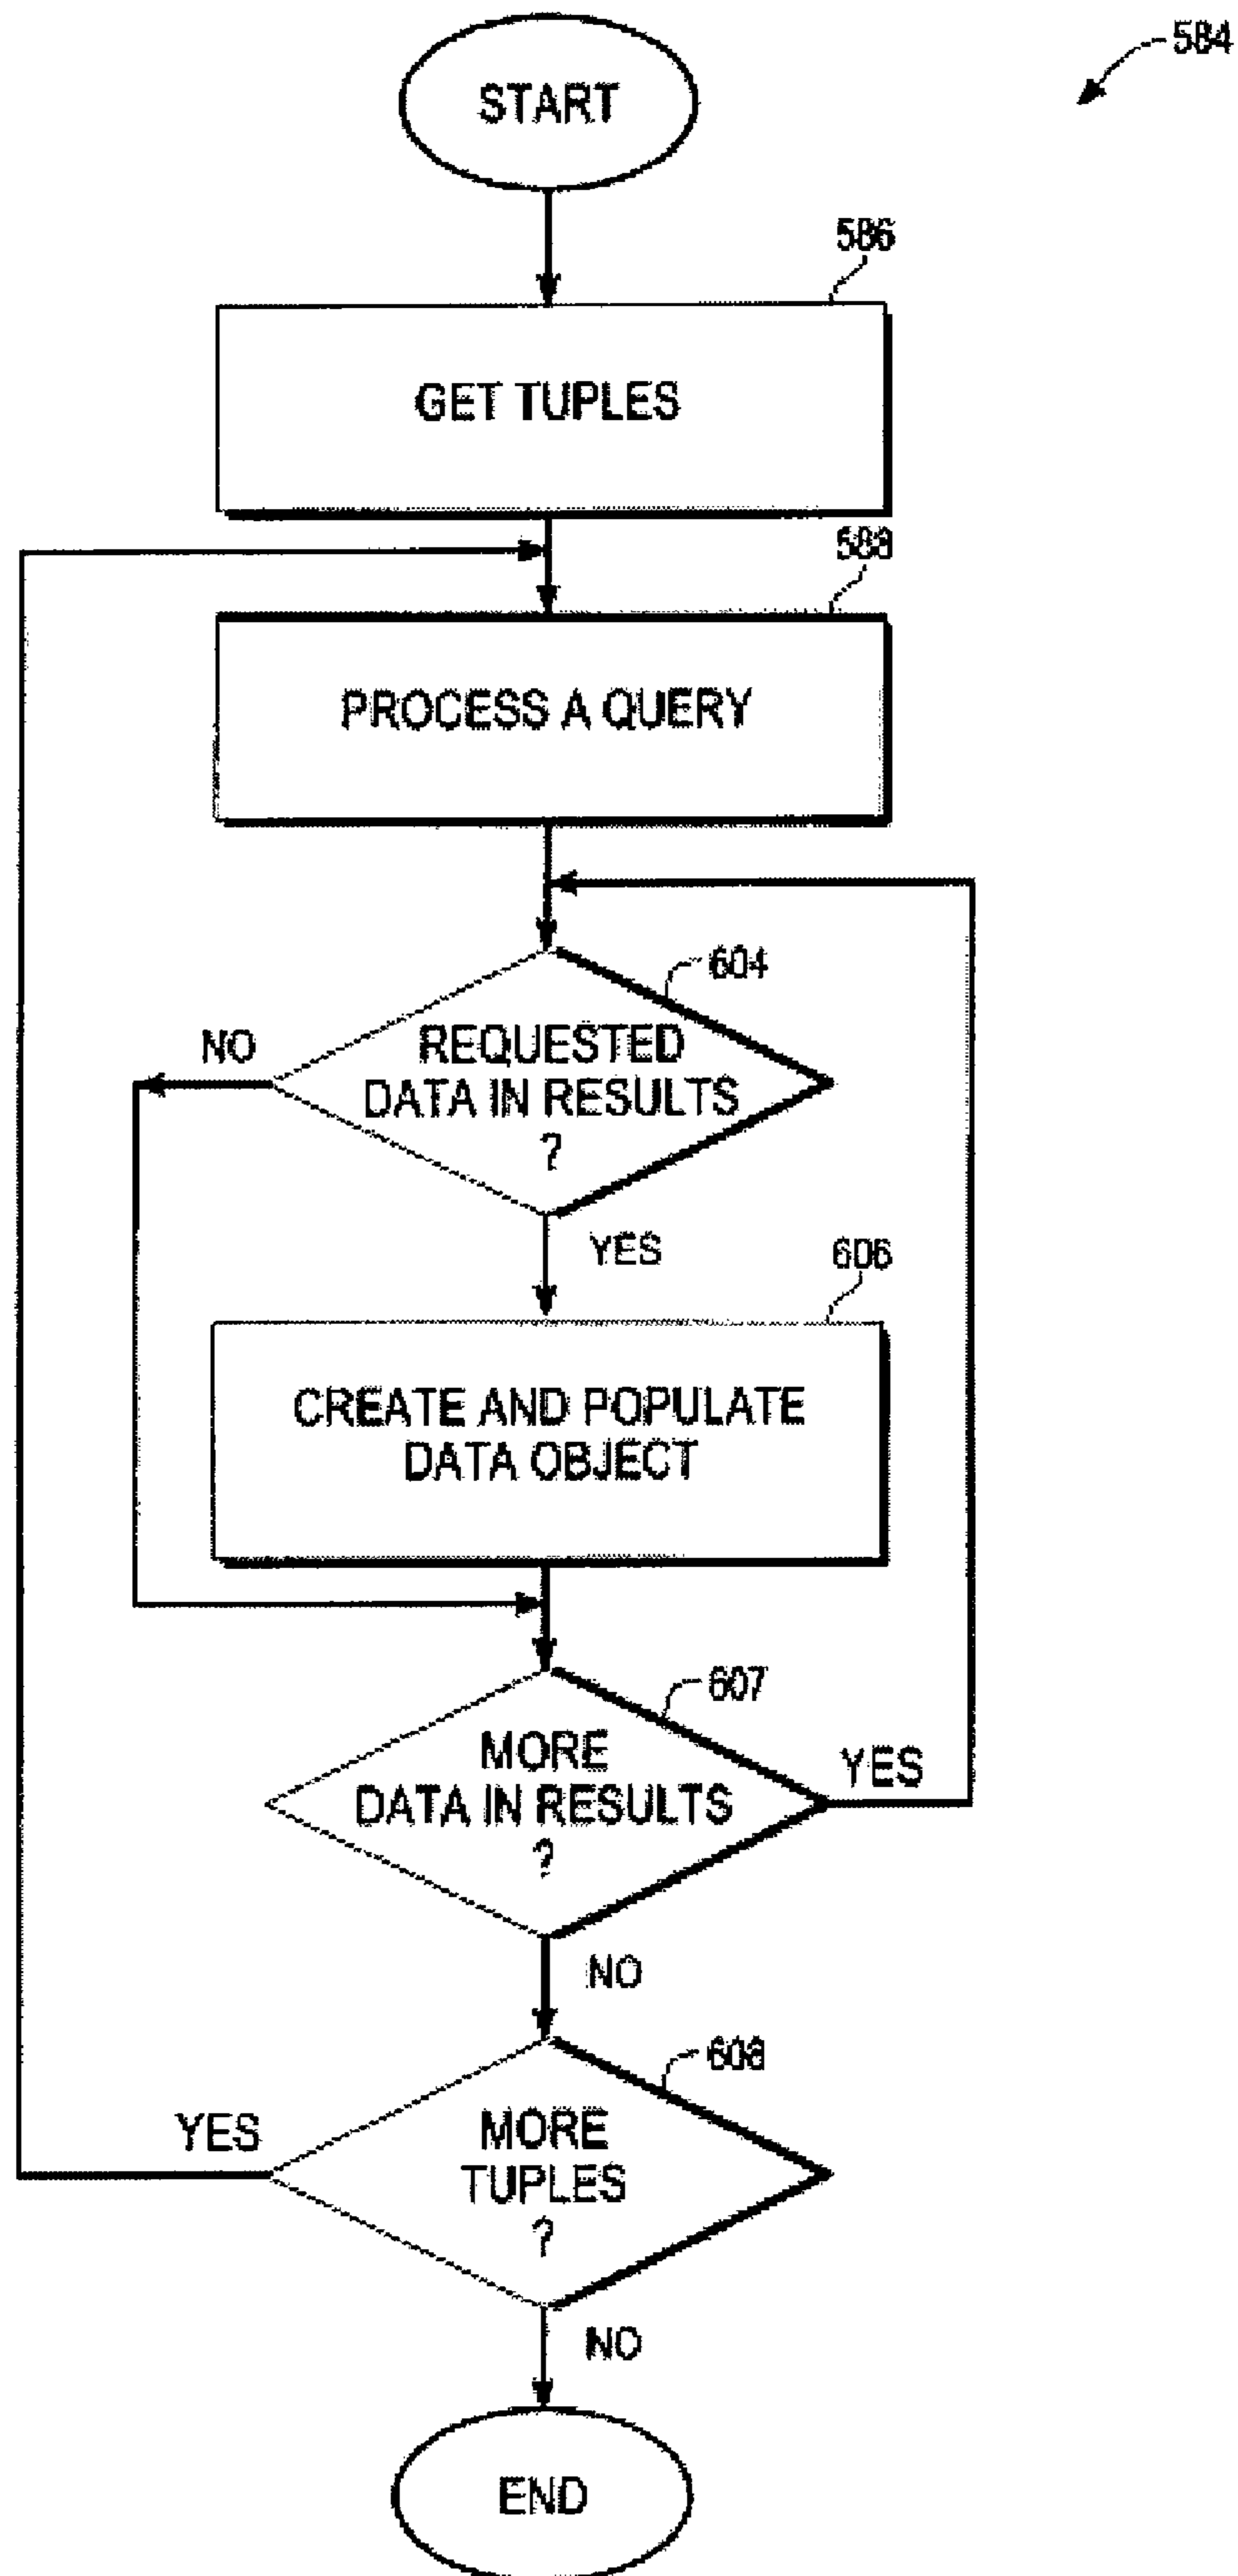 584
START
586
GET TUPLES
588
PROCESS A QUERY
604
NO
REQUESTED
DATA IN RESULTS
?
YES
606
CREATE AND POPULATE
DATA OBJECT
607
MORE
DATA IN RESULTS
?
YES
NO
608
YES
MORE
TUPLES
?
NO
END